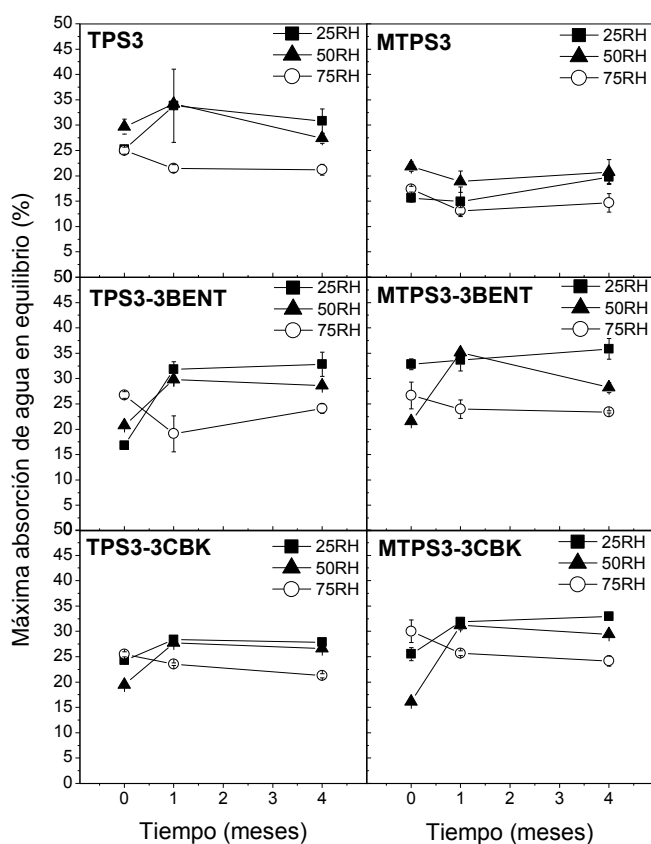 Máxima absorción de agua en equilibrio (%)
TPS3
25RH
50RH
75RH
50
45
40
35
30
25
20
15
10
5
MTPS3
25RH
50RH
75RH
50
TPS3-3BENT
25RH
50RH
75RH
45
40
35
30
25
20
15
10
5
MTPS3-3BENT
25RH
50RH
75RH
50
TPS3-3CBK
25RH
50RH
75RH
45
40
35
30
25
20
15
10
5
0
MTPS3-3CBK
25RH
50RH
75RH
0 1 2 3 4
0 1 2 3 4
Tiempo (meses)
Tiempo (meses)